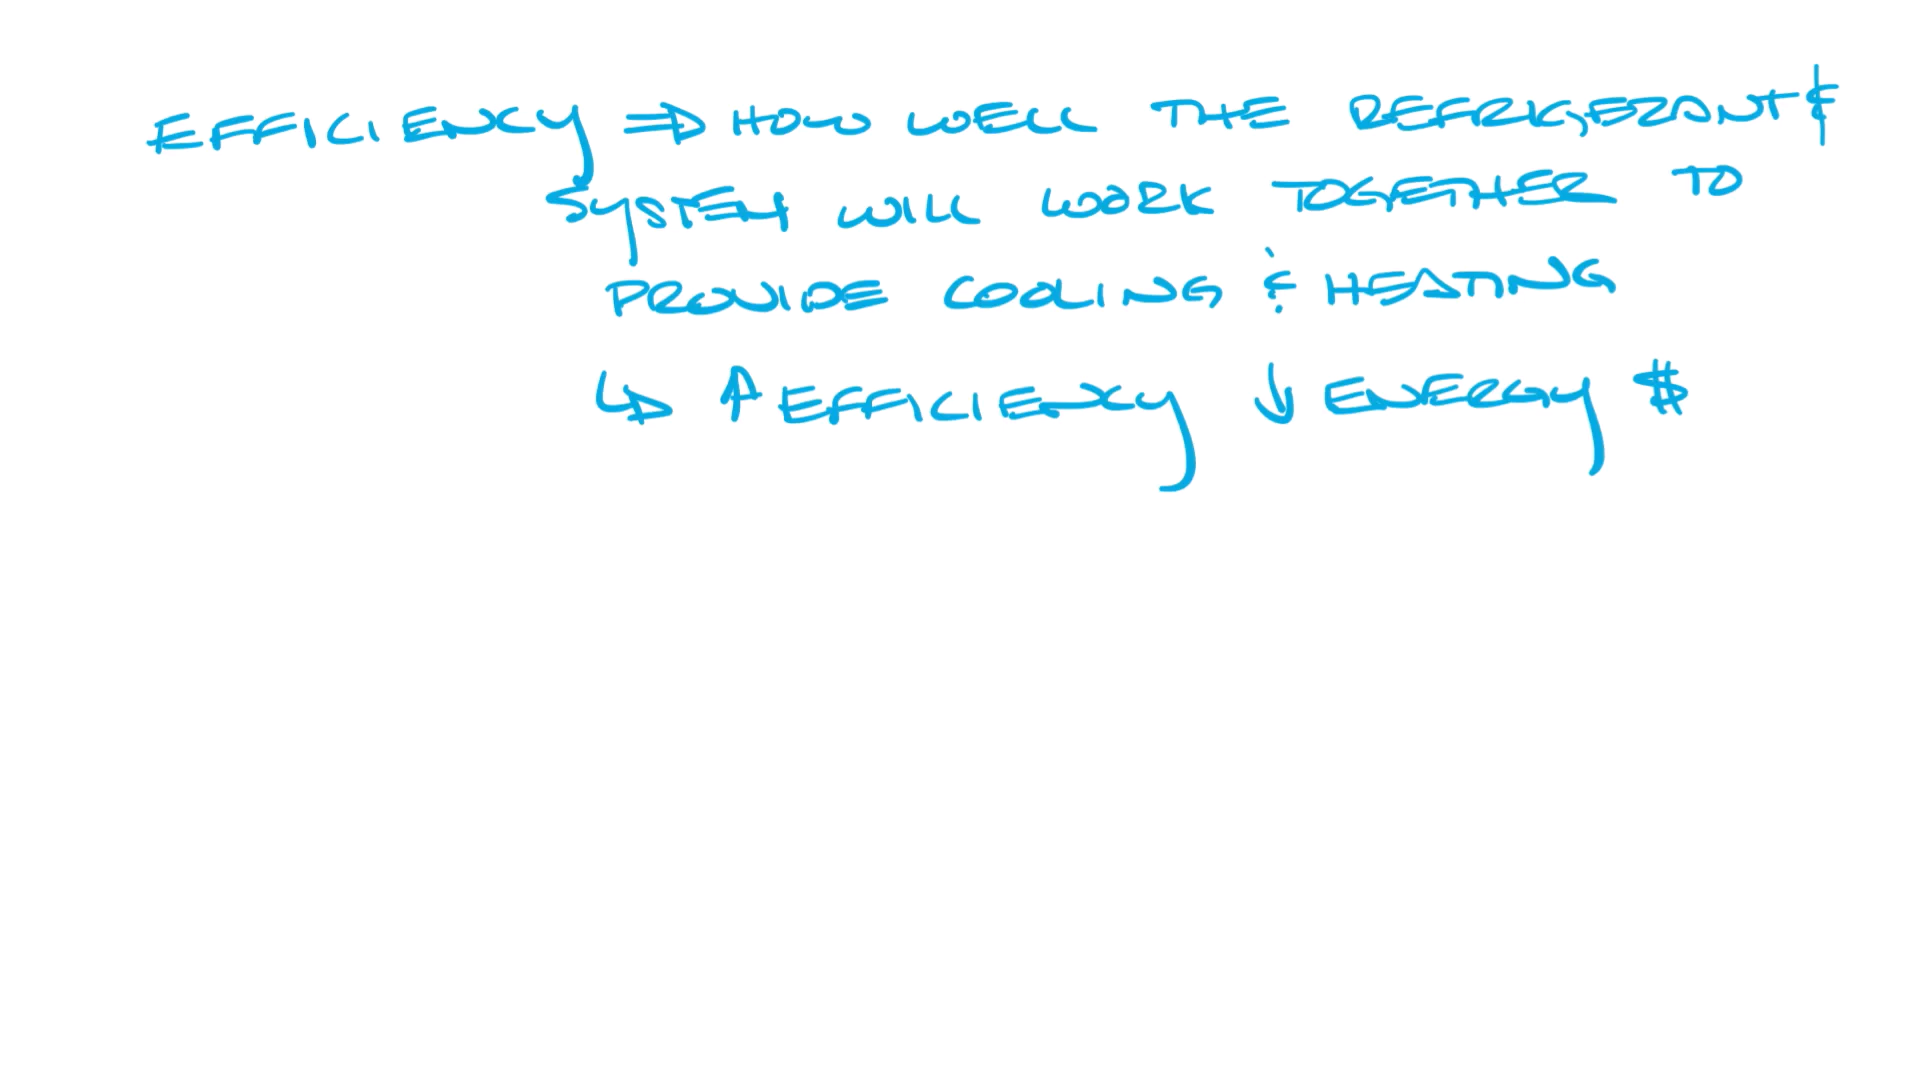 EFFICIENCY ⇒ HOW WELL THE REFRIGERANT &
SYSTEM WILL WORK TOGETHER TO
PROVIDE COOLING & HEATING
↳ ↑ EFFICIENCY ↓ ENERGY $